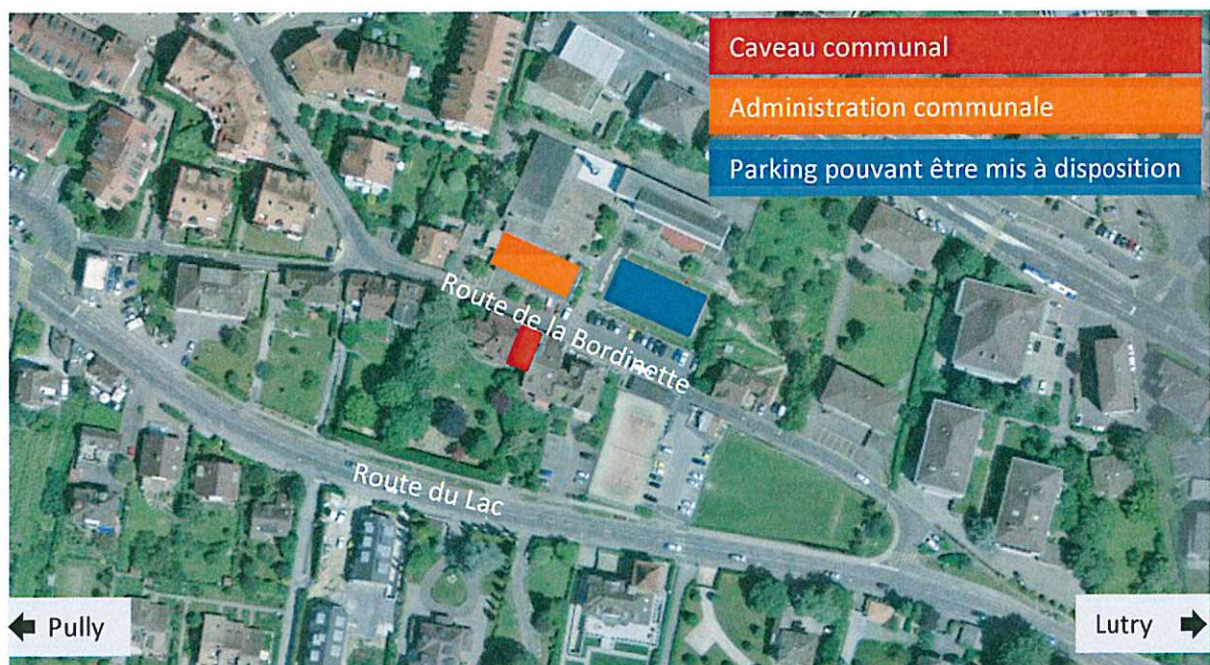 Caveau communal
Administration communale
Parking pouvant être mis à disposition
Route de la Bordinette
Route du Lac
Pully
Lutry